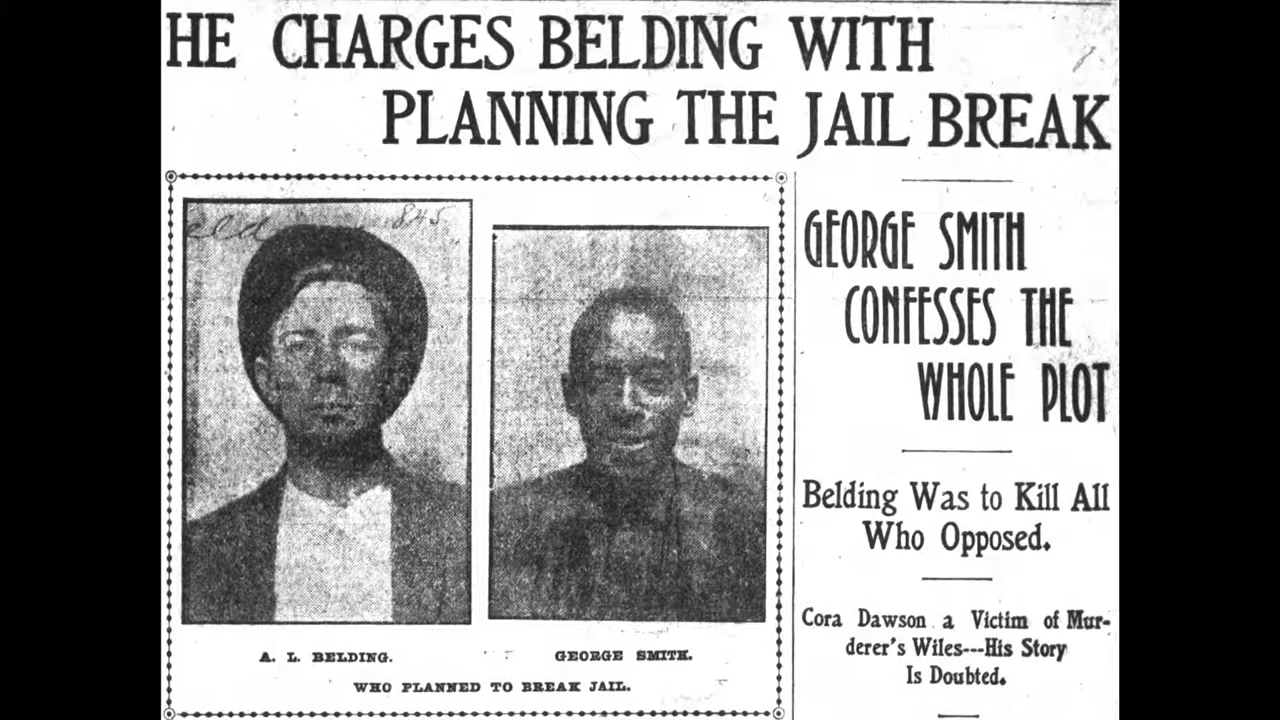 HE CHARGES BELDING WITH
PLANNING THE JAIL BREAK
845
A. L. BELDING.
GEORGE SMITH.
WHO PLANNED TO BREAK JAIL.
GEORGE SMITH
CONFESSES THE
WHOLE PLOT
Belding Was to Kill All
Who Opposed.
Cora Dawson a Victim of Mur-
derer's Wiles---His Story
Is Doubted.